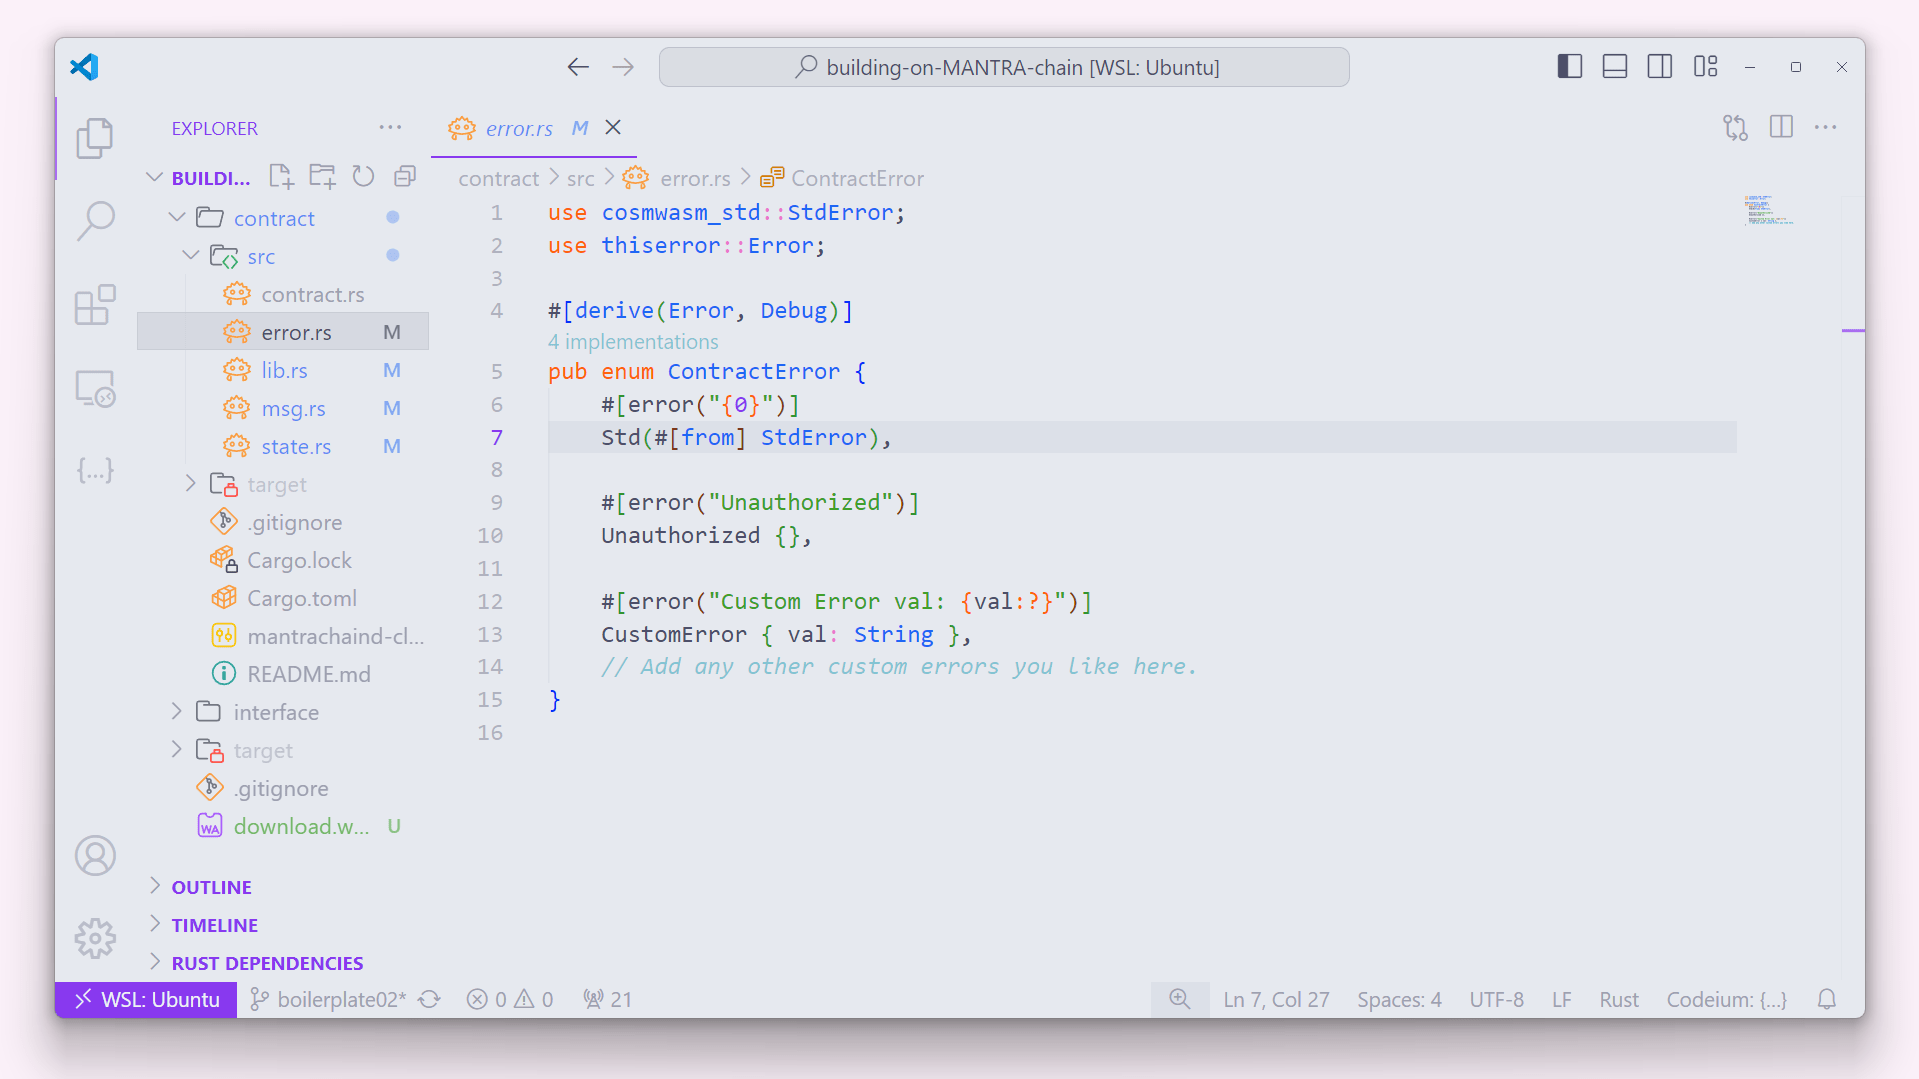 building-on-MANTRA-chain [WSL: Ubuntu]
EXPLORER
error.rs M
BUILDI...
contract > src > error.rs > ContractError
contract
src
contract.rs
error.rs M
lib.rs M
msg.rs M
state.rs M
target
.gitignore
Cargo.lock
Cargo.toml
mantrachaind-cl...
README.md
interface
target
.gitignore
download.w... U
OUTLINE
TIMELINE
RUST DEPENDENCIES
1 use cosmwasm_std::StdError;
2 use thiserror::Error;
3
4 #[derive(Error, Debug)]
4 implementations
5 pub enum ContractError {
6 #[error("{0}")]
7 Std(#[from] StdError),
8
9 #[error("Unauthorized")]
10 Unauthorized {},
11
12 #[error("Custom Error val: {val:?}")]
13 CustomError { val: String },
14 // Add any other custom errors you like here.
15 }
16
WSL: Ubuntu boilerplate02* 0 0 21 Ln 7, Col 27 Spaces: 4 UTF-8 LF Rust Codeium: {...}